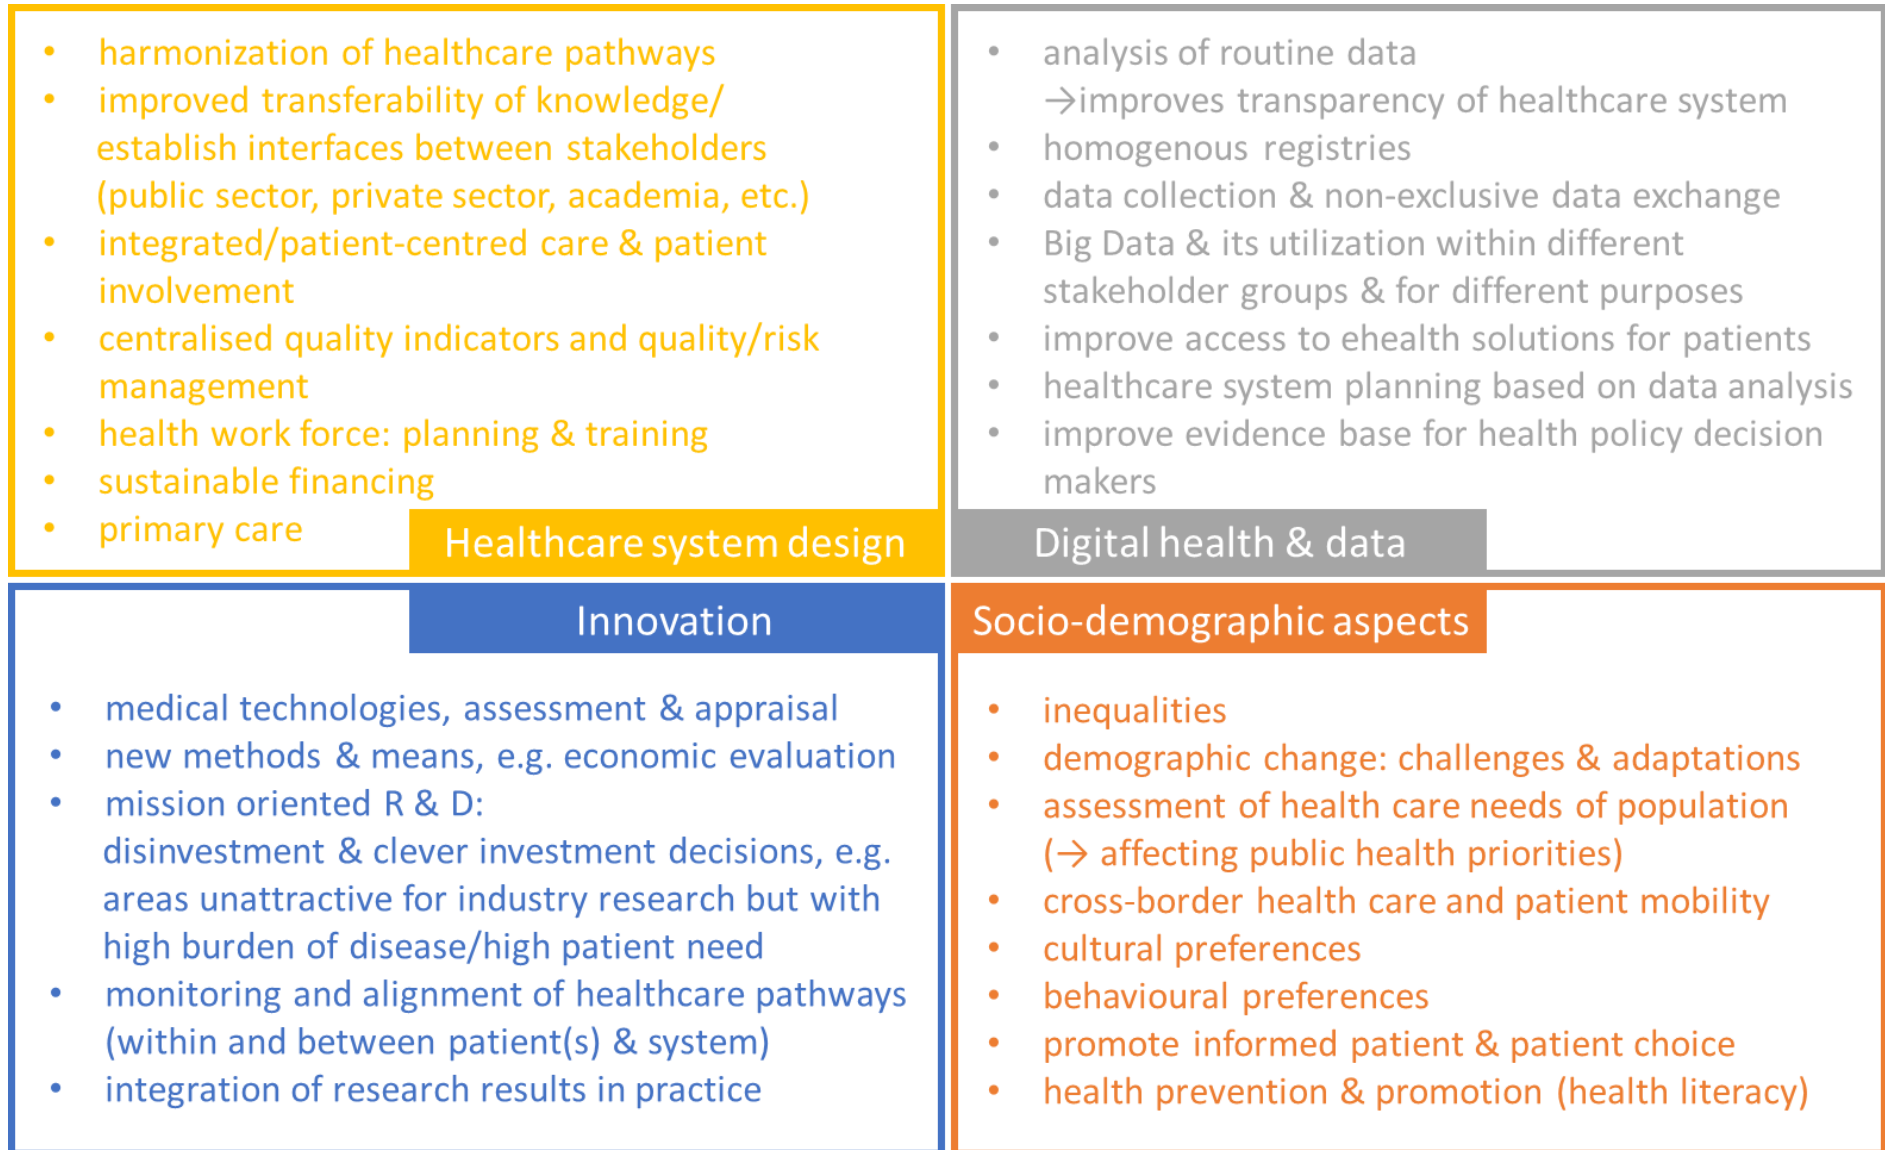 • harmonization of healthcare pathways
• improved transferability of knowledge/
establish interfaces between stakeholders
(public sector, private sector, academia, etc.)
• integrated/patient-centred care & patient
involvement
• centralised quality indicators and quality/risk
management
• health work force: planning & training
• sustainable financing
• primary care
Healthcare system design
• analysis of routine data
→improves transparency of healthcare system
• homogenous registries
• data collection & non-exclusive data exchange
• Big Data & its utilization within different
stakeholder groups & for different purposes
• improve access to ehealth solutions for patients
• healthcare system planning based on data analysis
• improve evidence base for health policy decision
makers
Digital health & data
Innovation
• medical technologies, assessment & appraisal
• new methods & means, e.g. economic evaluation
• mission oriented R & D:
disinvestment & clever investment decisions, e.g.
areas unattractive for industry research but with
high burden of disease/high patient need
• monitoring and alignment of healthcare pathways
(within and between patient(s) & system)
• integration of research results in practice
Socio-demographic aspects
• inequalities
• demographic change: challenges & adaptations
• assessment of health care needs of population
(→ affecting public health priorities)
• cross-border health care and patient mobility
• cultural preferences
• behavioural preferences
• promote informed patient & patient choice
• health prevention & promotion (health literacy)